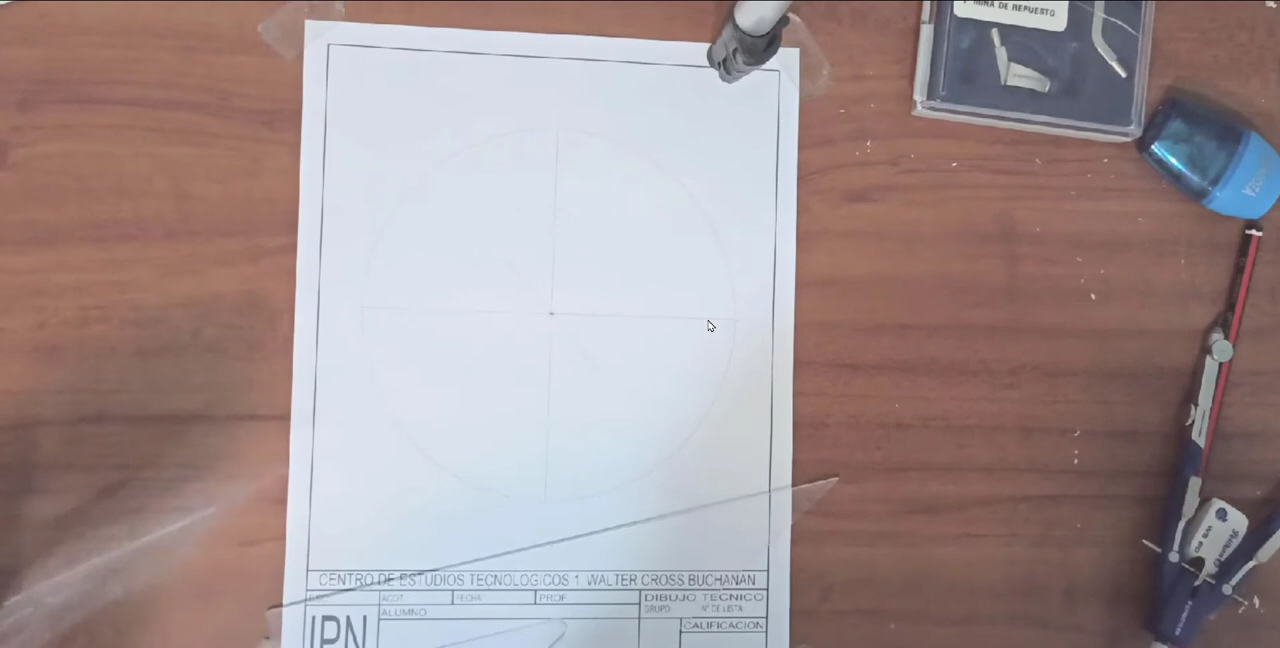 MINA DE REPUESTO
CENTRO DE ESTUDIOS TECNOLOGICOS 1 WALTER CROSS BUCHANAN
ACOT.
FECHA
PROF
DIBUJO TECNICO
ALUMNO
GRUPO
Nº DE LISTA
CALIFICACION
IPN